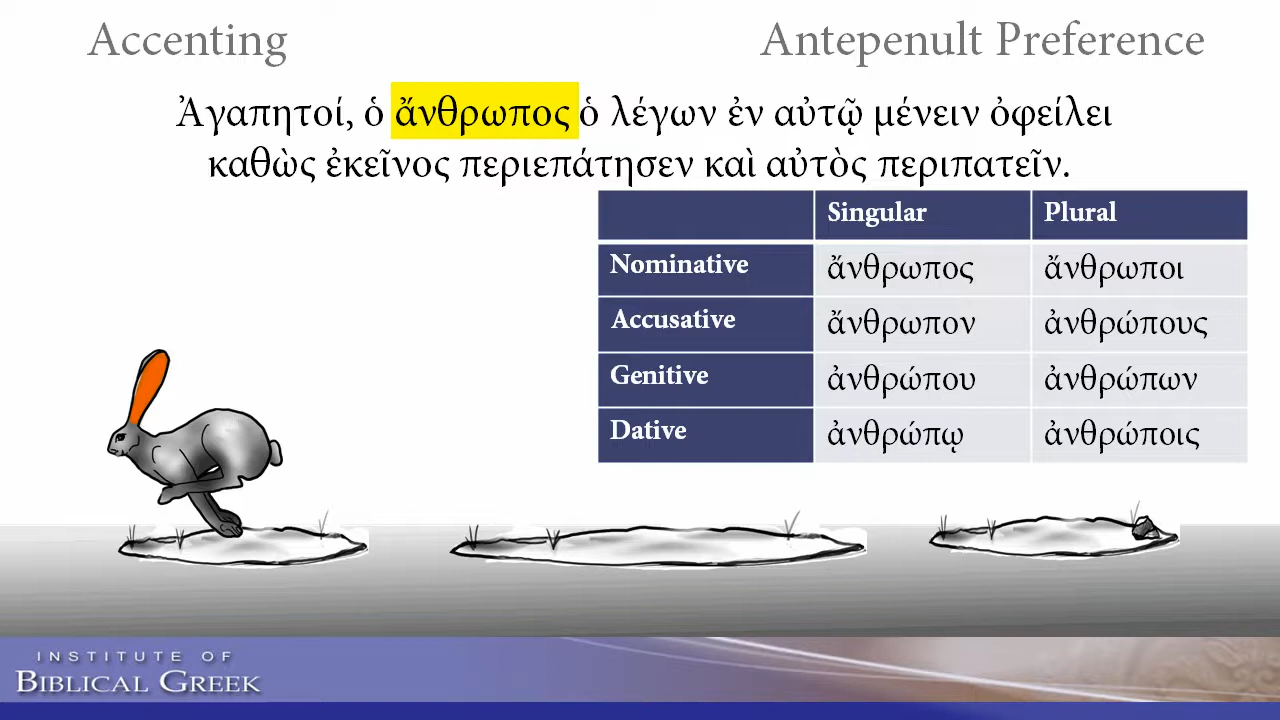 Accenting
Antepenult Preference
Ἀγαπητοί, ὁ ἄνθρωπος ὁ λέγων ἐν αὐτῷ μένειν ὀφείλει
καθὼς ἐκεῖνος περιεπάτησεν καὶ αὐτὸς περιπατεῖν.
Singular Plural
Nominative ἄνθρωπος ἄνθρωποι
Accusative ἄνθρωπον ἀνθρώπους
Genitive ἀνθρώπου ἀνθρώπων
Dative ἀνθρώπῳ ἀνθρώποις
INSTITUTE OF
BIBLICAL GREEK